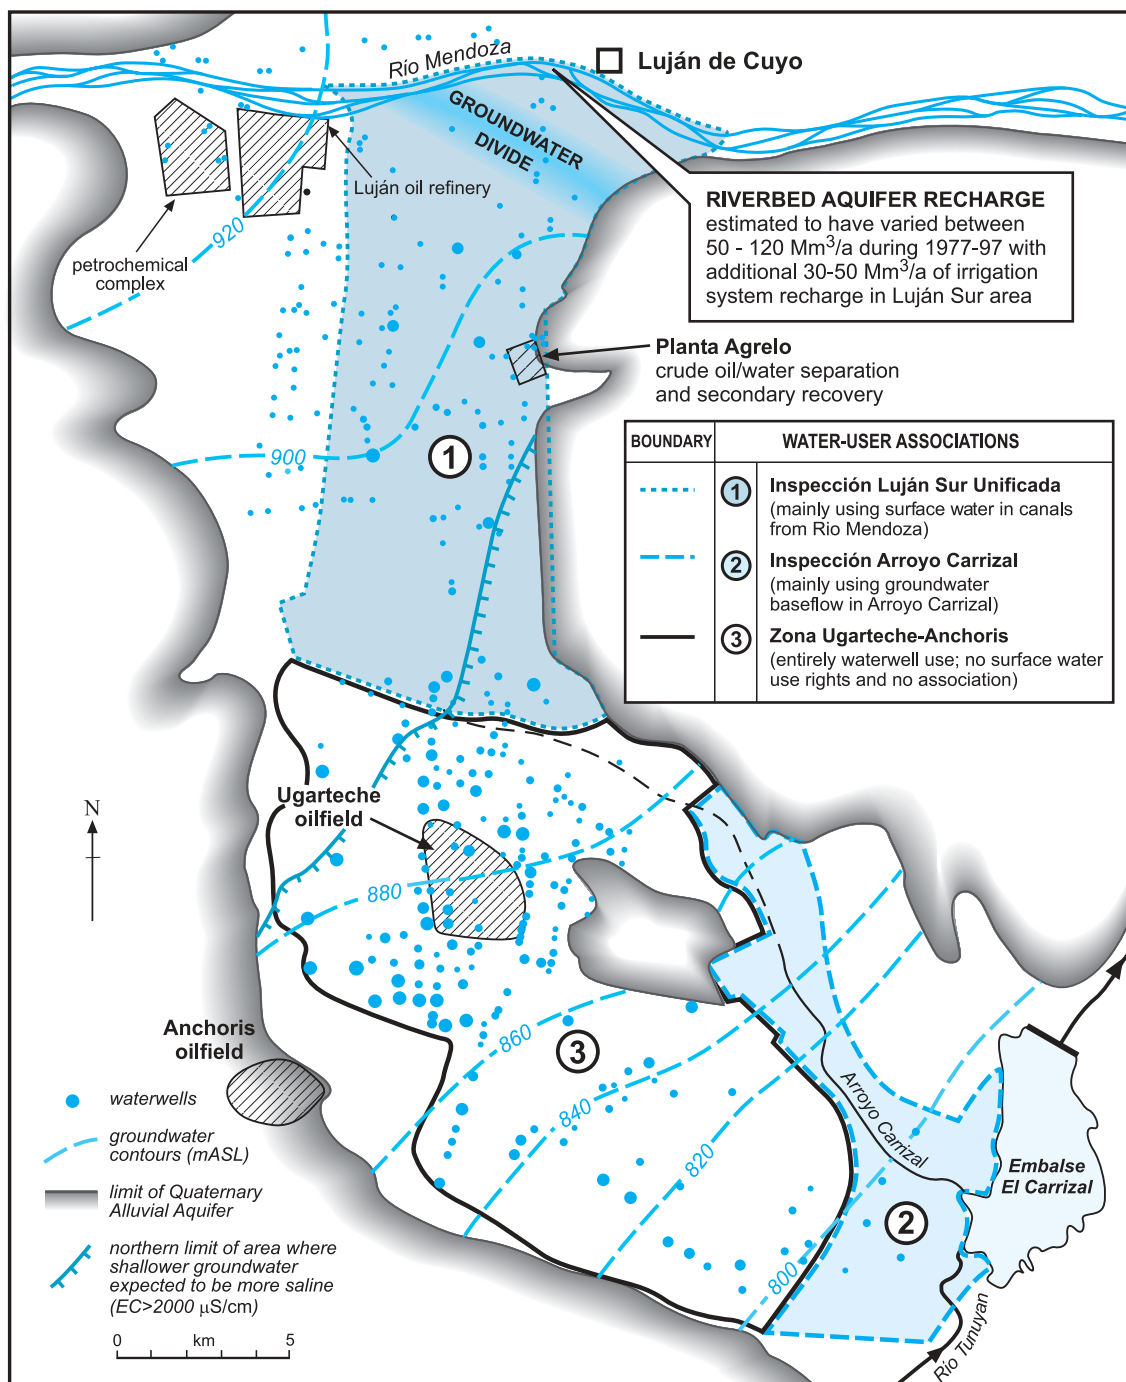 Río Mendoza
Luján de Cuyo
GROUNDWATER
DIVIDE
Luján oil refinery
920
petrochemical
complex
RIVERBED AQUIFER RECHARGE
estimated to have varied between
50 - 120 Mm³/a during 1977-97 with
additional 30-50 Mm³/a of irrigation
system recharge in Luján Sur area
Planta Agrelo
crude oil/water separation
and secondary recovery
900
1
BOUNDARY
WATER-USER ASSOCIATIONS
1
Inspección Luján Sur Unificada
(mainly using surface water in canals
from Rio Mendoza)
2
Inspección Arroyo Carrizal
(mainly using groundwater
baseflow in Arroyo Carrizal)
3
Zona Ugarteche-Anchoris
(entirely waterwell use; no surface water
use rights and no association)
Ugarteche
oilfield
N
880
860
3
840
820
800
Anchoris
oilfield
Arroyo Carrizal
Embalse
El Carrizal
2
Río Tunuyan
waterwells
groundwater
contours (mASL)
limit of Quaternary
Alluvial Aquifer
northern limit of area where
shallower groundwater
expected to be more saline
(EC>2000 µS/cm)
0 km 5